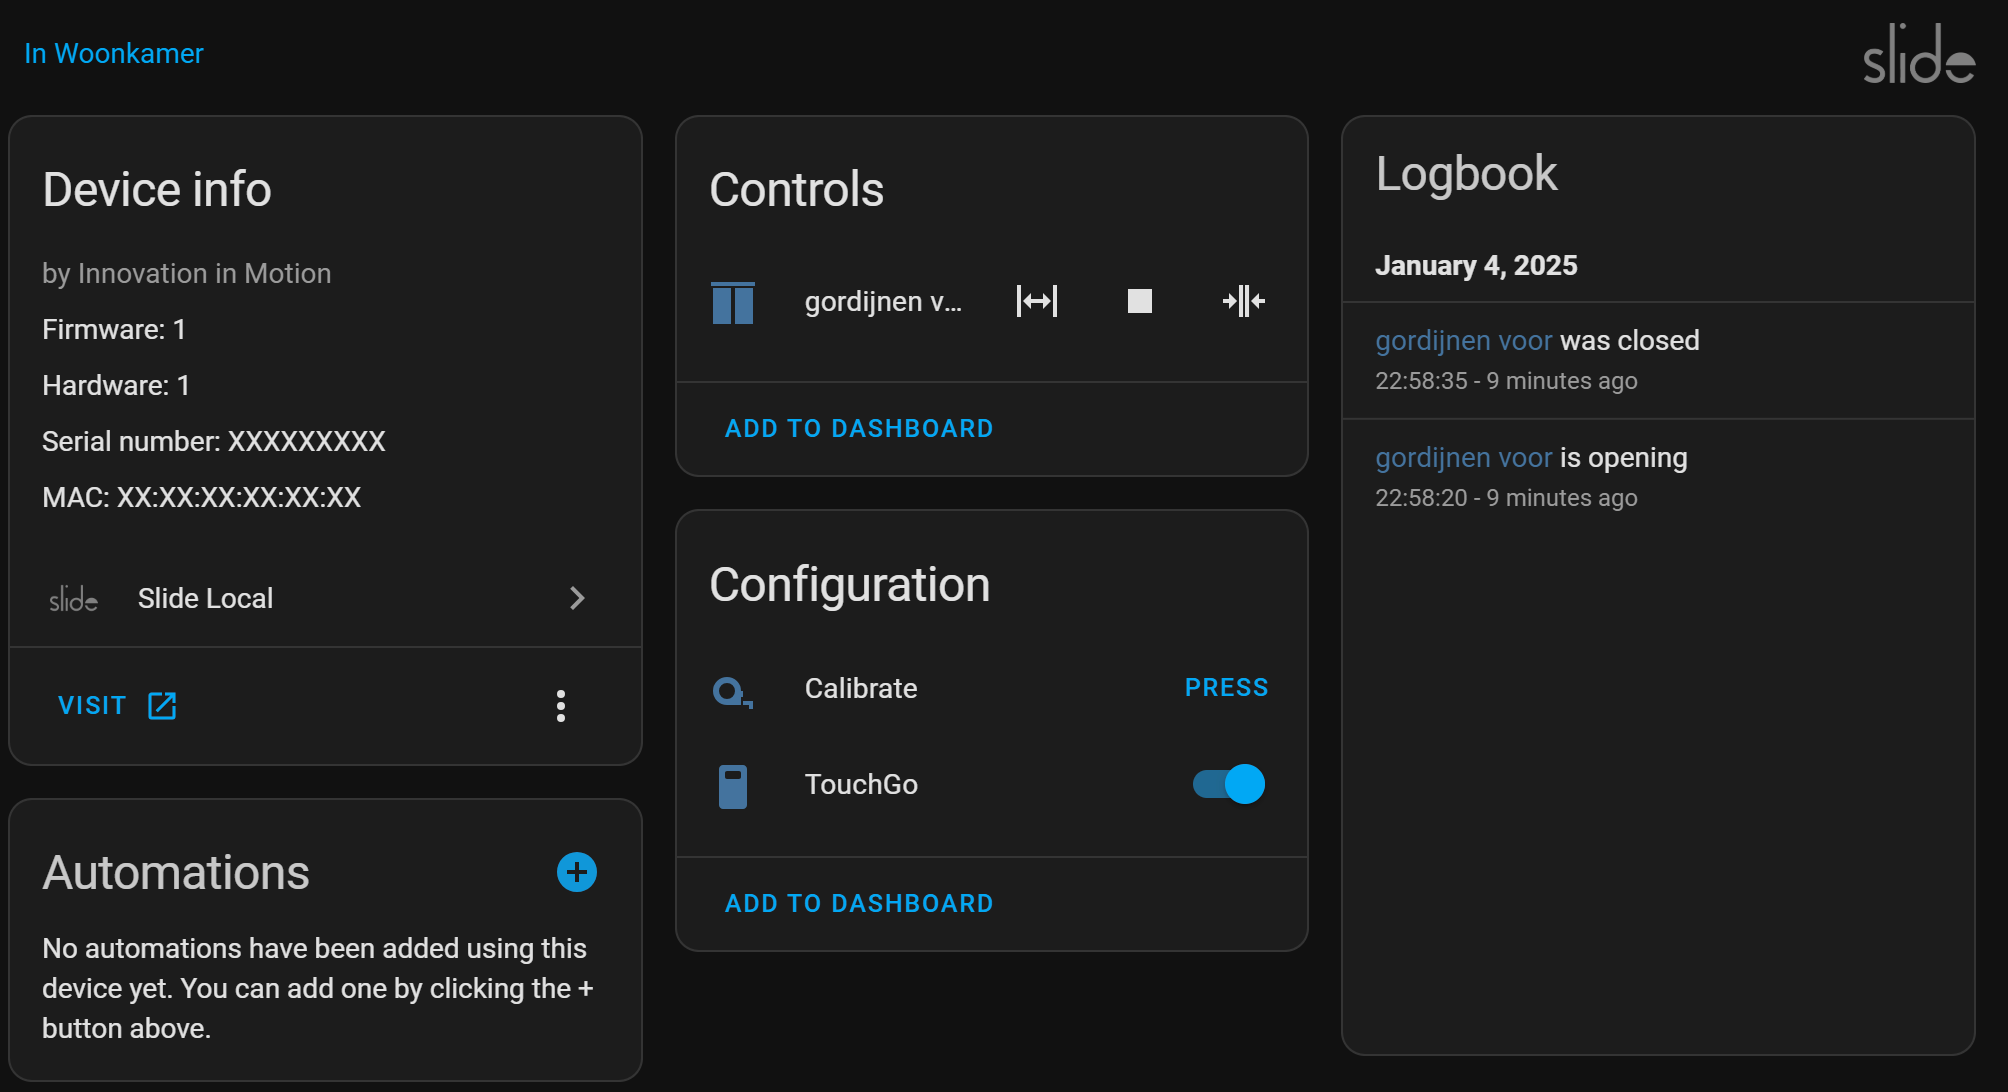 In Woonkamer
slide
Device info
by Innovation in Motion
Firmware: 1
Hardware: 1
Serial number: XXXXXXXXX
MAC: XX:XX:XX:XX:XX:XX
slide Slide Local
VISIT
Automations
No automations have been added using this
device yet. You can add one by clicking the +
button above.
Controls
gordijnen v...
ADD TO DASHBOARD
Configuration
Calibrate PRESS
TouchGo
ADD TO DASHBOARD
Logbook
January 4, 2025
gordijnen voor was closed
22:58:35 - 9 minutes ago
gordijnen voor is opening
22:58:20 - 9 minutes ago